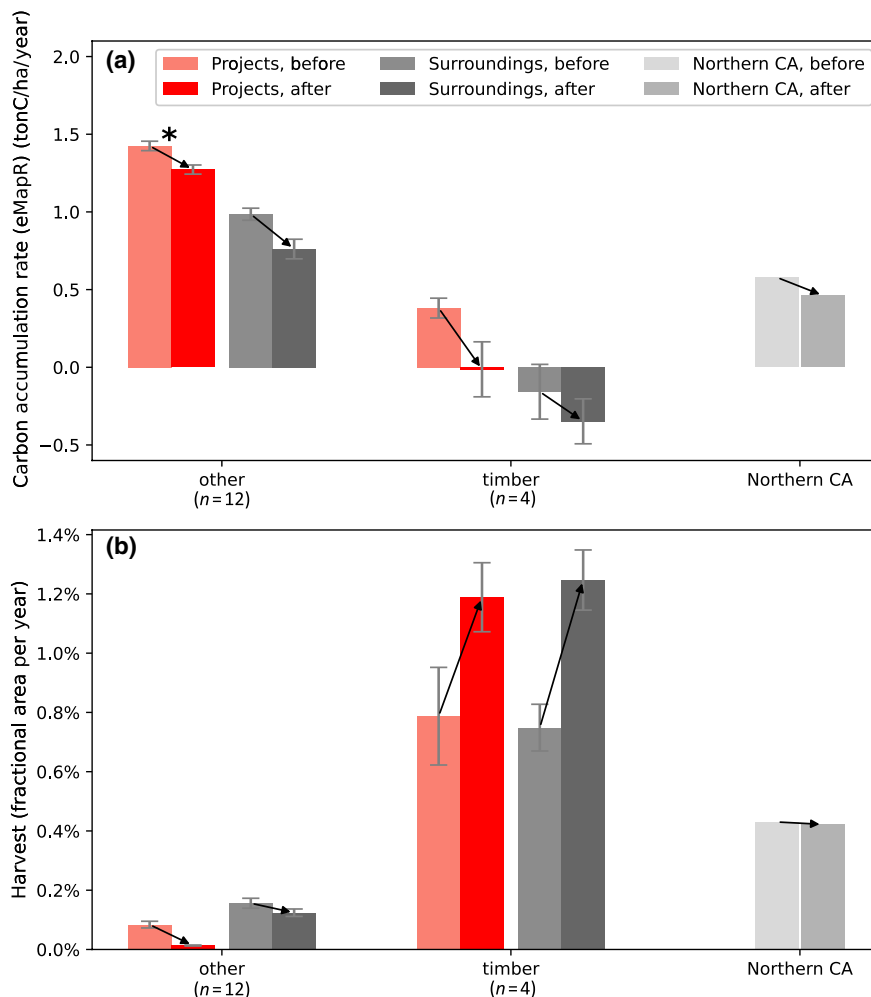 (a)
Projects, before
Surroundings, before
Northern CA, before
Projects, after
Surroundings, after
Northern CA, after
Carbon accumulation rate (eMapR) (tonC/ha/year)
2.0
1.5
1.0
0.5
0.0
−0.5
*
other
(n=12)
timber
(n=4)
Northern CA
(b)
Harvest (fractional area per year)
1.4%
1.2%
1.0%
0.8%
0.6%
0.4%
0.2%
0.0%
other
(n=12)
timber
(n=4)
Northern CA